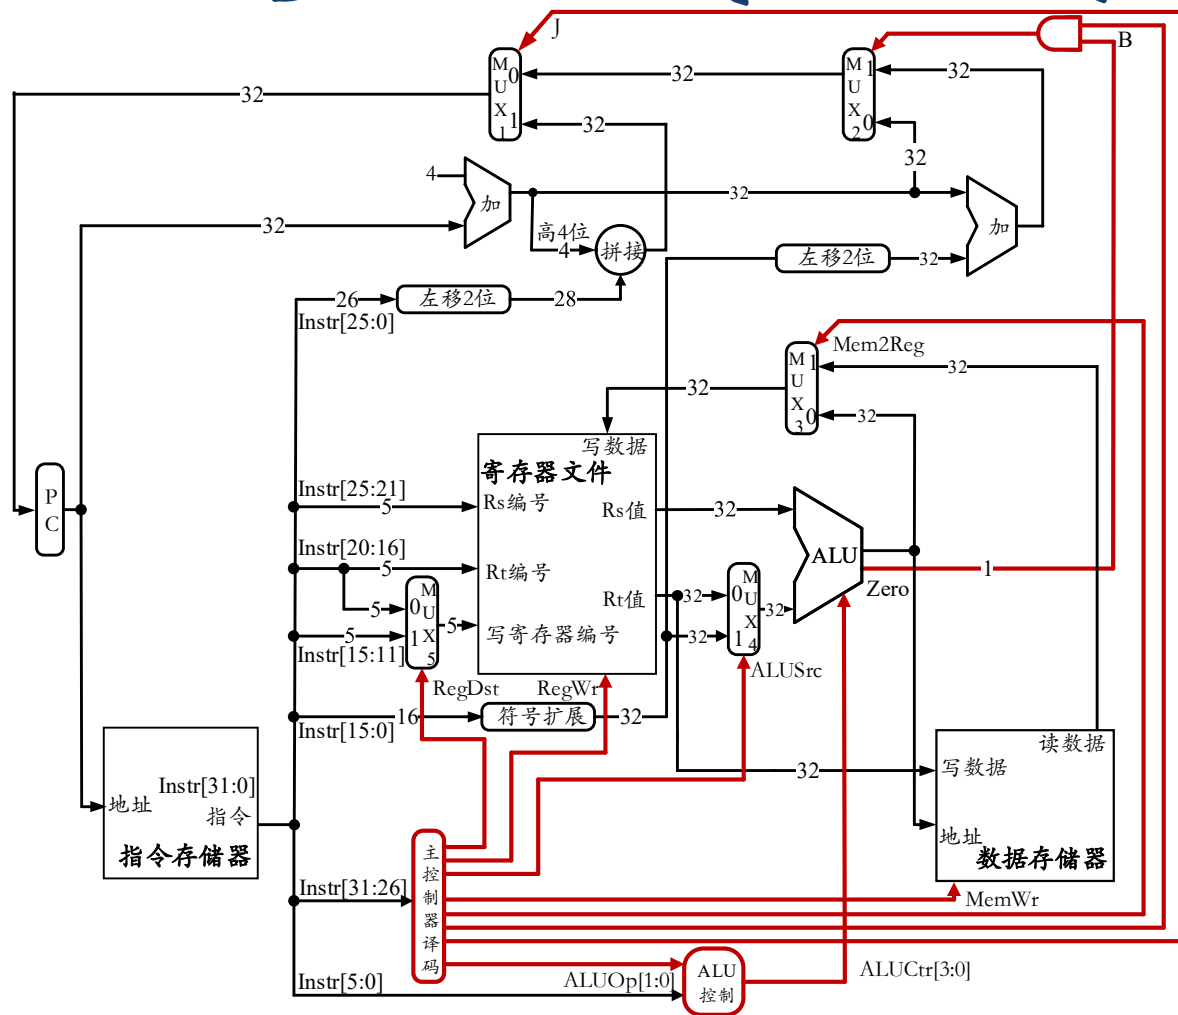 J
B
M
U
X
1
0
1
M
U
X
2
1
0
32
32
32
32
32
4
加
32
32
高4位
4
拼接
加
左移2位
32
26
左移2位
28
Instr[25:0]
Mem2Reg
M
U
X
3
1
0
32
32
32
写数据
寄存器文件
P
C
Instr[25:21]
5
Rs编号
Rs值
32
Instr[20:16]
5
Rt编号
ALU
1
Zero
M
U
X
5
0
1
5
5
5
写寄存器编号
Rt值
32
M
U
X
4
0
1
32
32
Instr[15:11]
RegDst
RegWr
ALUSrc
16
符号扩展
32
Instr[15:0]
读数据
32
写数据
Instr[31:0]
地址
指令
指令存储器
地址
数据存储器
主
控
制
器
译
码
Instr[31:26]
MemWr
Instr[5:0]
ALUOp[1:0]
ALU
控制
ALUCtr[3:0]